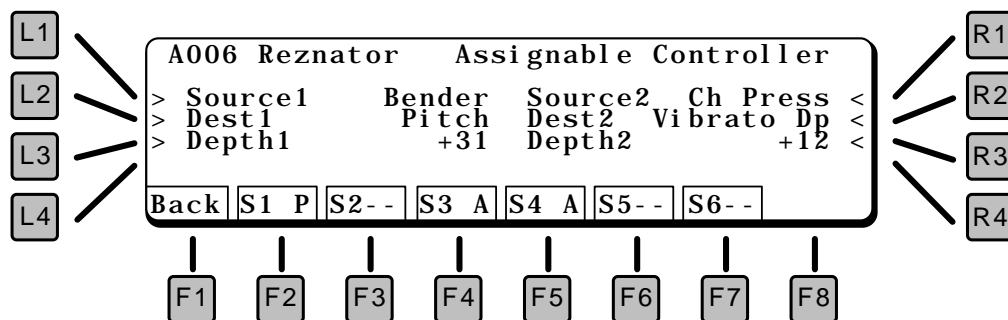 L1
L2
L3
L4
A006 Reznator Assignable Controller
> Source1 Bender Source2 Ch Press <
> Dest1 Pitch Dest2 Vibrato Dp <
> Depth1 +31 Depth2 +12 <
Back S1 P S2-- S3 A S4 A S5-- S6--
R1
R2
R3
R4
F1 F2 F3 F4 F5 F6 F7 F8